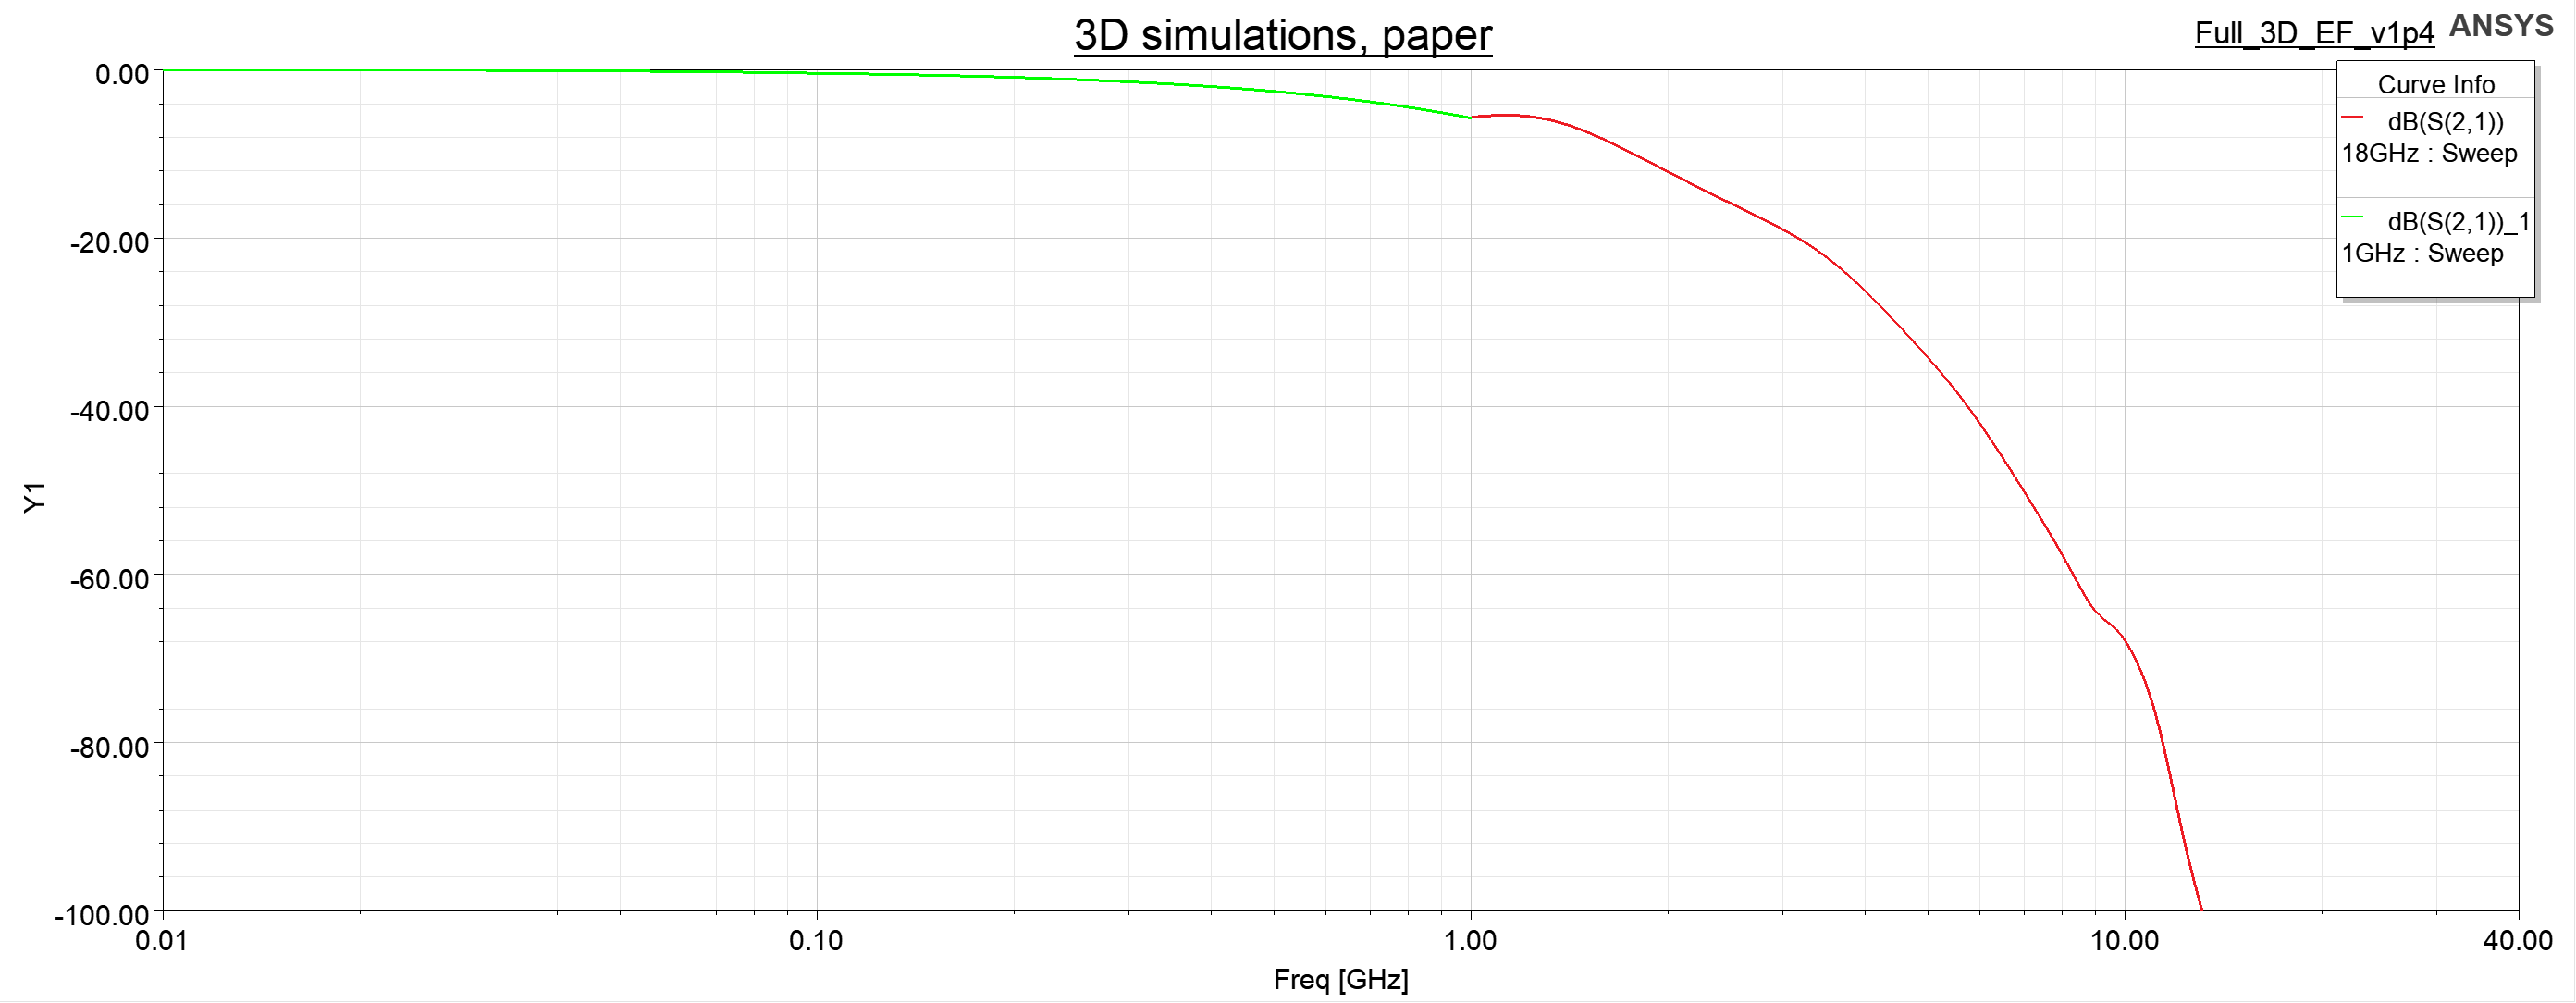 3D simulations, paper
Full_3D_EF_v1p4
ANSYS
Curve Info
dB(S(2,1))
18GHz : Sweep
dB(S(2,1))_1
1GHz : Sweep
0.00
-20.00
-40.00
-60.00
-80.00
-100.00
Y1
0.01
0.10
1.00
10.00
40.00
Freq [GHz]